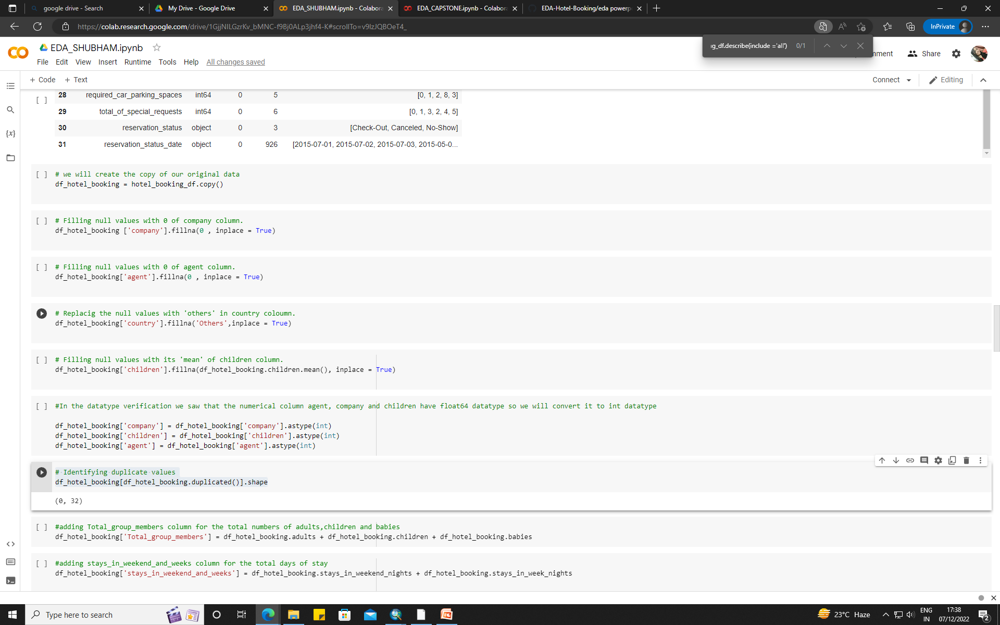 google drive - Search
My Drive - Google Drive
EDA_SHUBHAM.ipynb - Colabora
EDA_CAPSTONE.ipynb - Colabora
EDA-Hotel-Booking/eda powerp
https://colab.research.google.com/drive/1GjjNILGzrKv_bMNC-f9Bj0ALp3jhf4-K#scrollTo=v9IzJQBOeT4_
InPrivate
ıg_df.describe(include ='all') 0/1
EDA_SHUBHAM.ipynb
mment
Share
File Edit View Insert Runtime Tools Help All changes saved
+ Code + Text
Connect
Editing
[ ]
28 required_car_parking_spaces int64 0 5 [0, 1, 2, 8, 3]
29 total_of_special_requests int64 0 6 [0, 1, 3, 2, 4, 5]
30 reservation_status object 0 3 [Check-Out, Canceled, No-Show]
31 reservation_status_date object 0 926 [2015-07-01, 2015-07-02, 2015-07-03, 2015-05-0...
[ ] # we will create the copy of our original data
df_hotel_booking = hotel_booking_df.copy()
[ ] # Filling null values with 0 of company column.
df_hotel_booking ['company'].fillna(0 , inplace = True)
[ ] # Filling null values with 0 of agent column.
df_hotel_booking['agent'].fillna(0 , inplace = True)
# Replacig the null values with 'others' in country coloumn.
df_hotel_booking['country'].fillna('Others',inplace = True)
[ ] # Filling null values with its 'mean' of children column.
df_hotel_booking['children'].fillna(df_hotel_booking.children.mean(), inplace = True)
[ ] #In the datatype verification we saw that the numerical column agent, company and children have float64 datatype so we will convert it to int datatype
df_hotel_booking['company'] = df_hotel_booking['company'].astype(int)
df_hotel_booking['children'] = df_hotel_booking['children'].astype(int)
df_hotel_booking['agent'] = df_hotel_booking['agent'].astype(int)
# Identifying duplicate values
df_hotel_booking[df_hotel_booking.duplicated()].shape
(0, 32)
[ ] #adding Total_group_members column for the total numbers of adults,children and babies
df_hotel_booking['Total_group_members'] = df_hotel_booking.adults + df_hotel_booking.children + df_hotel_booking.babies
[ ] #adding stays_in_weekend_and_weeks column for the total days of stay
df_hotel_booking['stays_in_weekend_and_weeks'] = df_hotel_booking.stays_in_weekend_nights + df_hotel_booking.stays_in_week_nights
Type here to search
23°C Haze
ENG
IN
17:38
07/12/2022
2